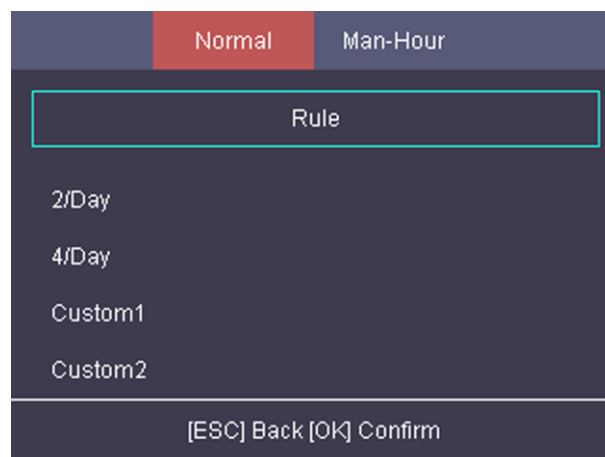 Normal Man-Hour
Rule
2/Day
4/Day
Custom1
Custom2
[ESC] Back [OK] Confirm